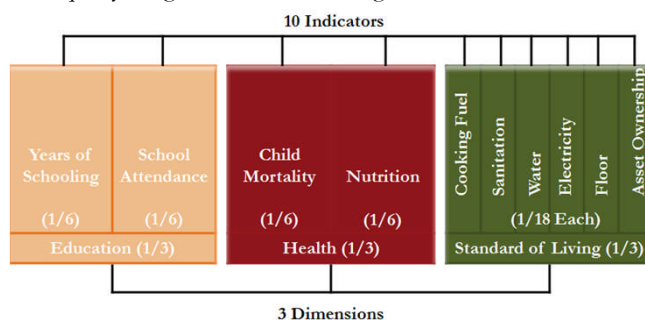 10 Indicators
Years of
Schooling
(1/6)
School
Attendance
(1/6)
Education (1/3)
Child
Mortality
(1/6)
Nutrition
(1/6)
Health (1/3)
Cooking Fuel
Sanitation
Water
Electricity
Floor
Asset Ownership
(1/18 Each)
Standard of Living (1/3)
3 Dimensions